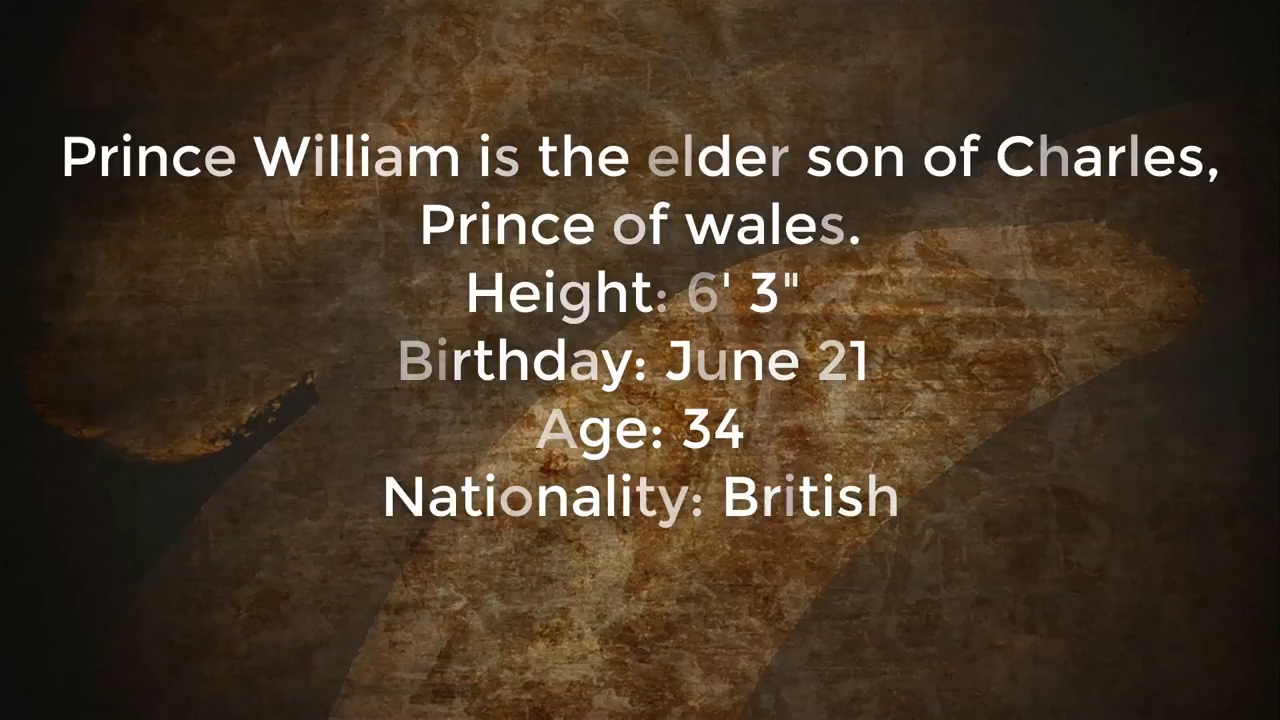 Prince William is the elder son of Charles,
Prince of wales.
Height: 6' 3"
Birthday: June 21
Age: 34
Nationality: British